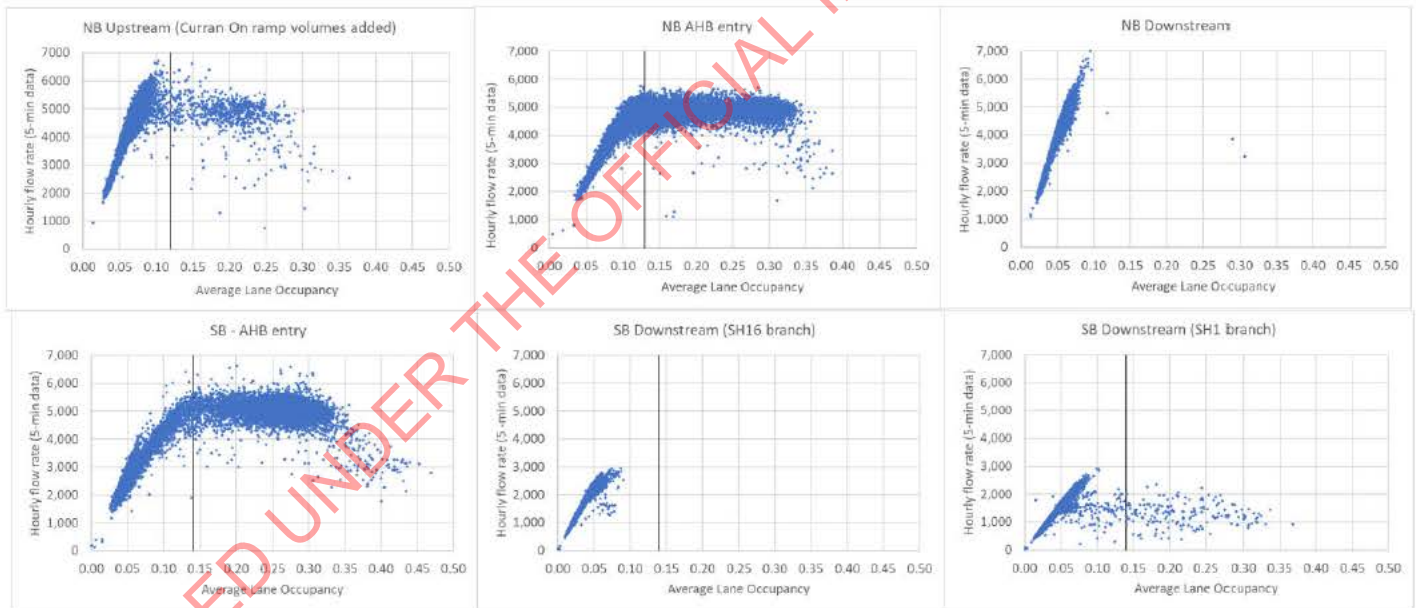 NB Upstream (Curran On ramp volumes added)
Hourly flow rate (5-min data)
7000
6000
5000
4000
3000
2000
1000
0
0.00 0.05 0.10 0.15 0.20 0.25 0.30 0.35 0.40 0.45 0.50
Average Lane Occupancy
NB AHB entry
Hourly flow rate (5-min data)
7,000
6,000
5,000
4,000
3,000
2,000
1,000
0
0.00 0.05 0.10 0.15 0.20 0.25 0.30 0.35 0.40 0.45 0.50
Average Lane Occupancy
NB Downstream
Hourly flow rate (5-min data)
7,000
6,000
5,000
4,000
3,000
2,000
1,000
0
0.00 0.05 0.10 0.15 0.20 0.25 0.30 0.35 0.40 0.45 0.50
Average Lane Occupancy
SB - AHB entry
Hourly flow rate (5-min data)
7,000
6,000
5,000
4,000
3,000
2,000
1,000
0
0.00 0.05 0.10 0.15 0.20 0.25 0.30 0.35 0.40 0.45 0.50
Average Lane Occupancy
SB Downstream (SH16 branch)
Hourly flow rate (5-min data)
7,000
6,000
5,000
4,000
3,000
2,000
1,000
0
0.00 0.05 0.10 0.15 0.20 0.25 0.30 0.35 0.40 0.45 0.50
Average Lane Occupancy
SB Downstream (SH1 branch)
Hourly flow rate (5-min data)
7,000
6,000
5,000
4,000
3,000
2,000
1,000
0
0.00 0.05 0.10 0.15 0.20 0.25 0.30 0.35 0.40 0.45 0.50
Average Lane Occupancy
ED UNDER THE OFFICIAL